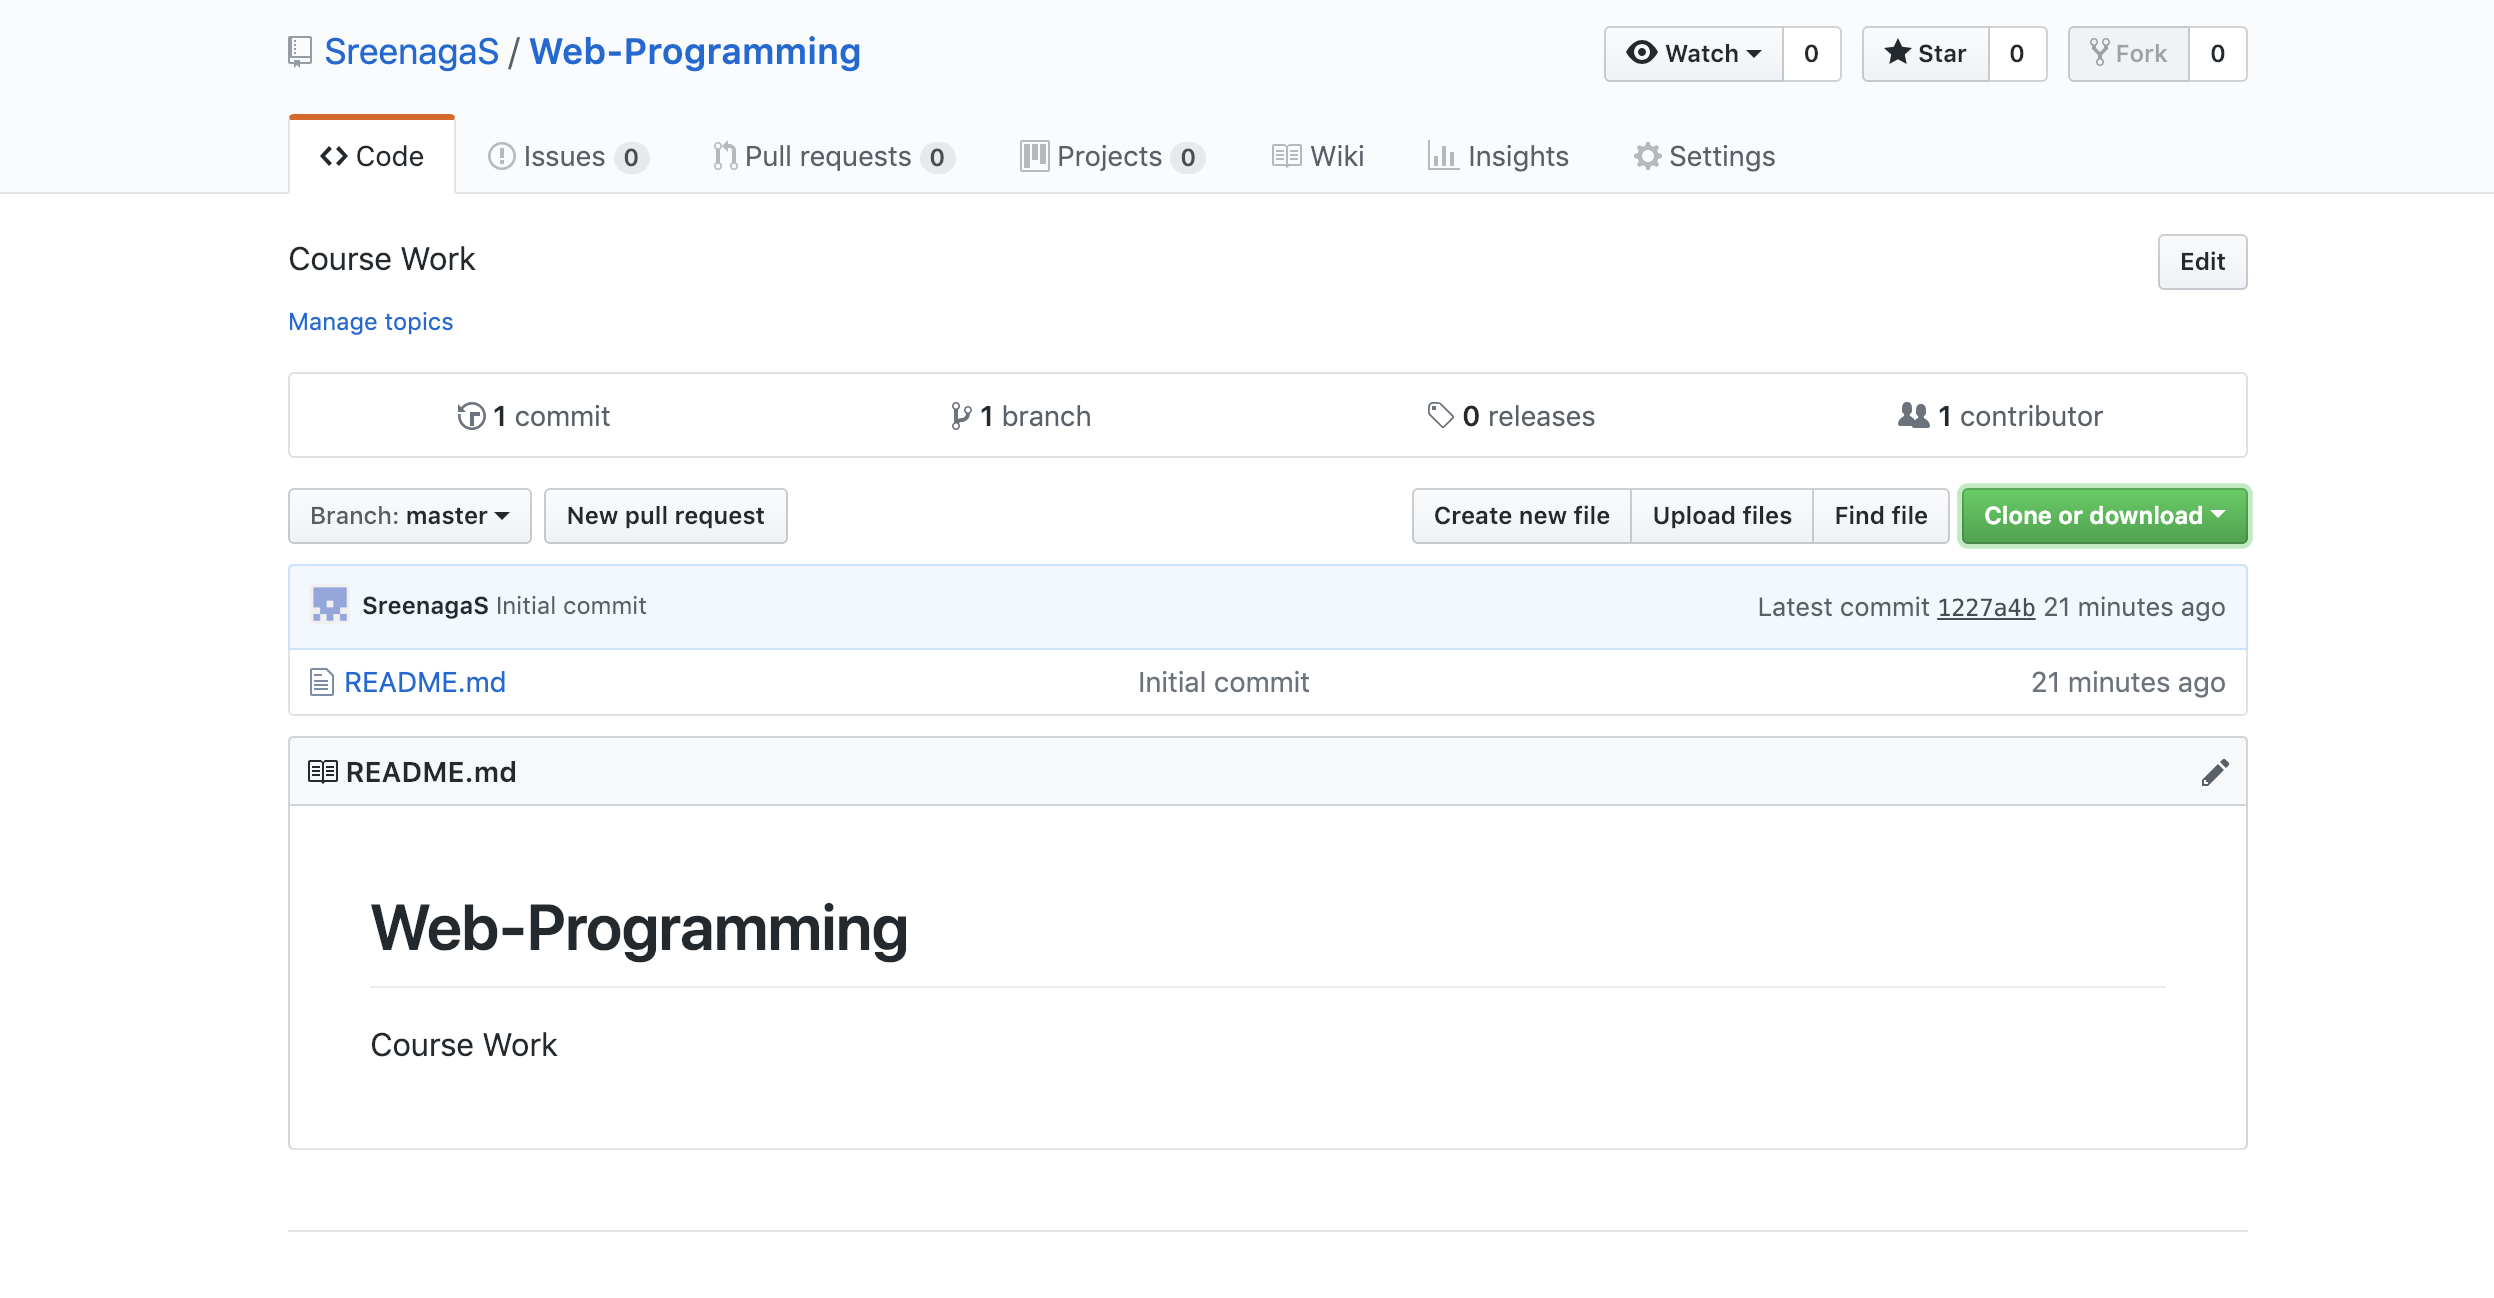 SreenagaS / Web-Programming
Watch 0 Star 0 Fork 0
Code Issues 0 Pull requests 0 Projects 0 Wiki Insights Settings
Course Work
Edit
Manage topics
1 commit 1 branch 0 releases 1 contributor
Branch: master New pull request Create new file Upload files Find file Clone or download
SreenagaS Initial commit Latest commit 1227a4b 21 minutes ago
README.md Initial commit 21 minutes ago
README.md
Web-Programming
Course Work